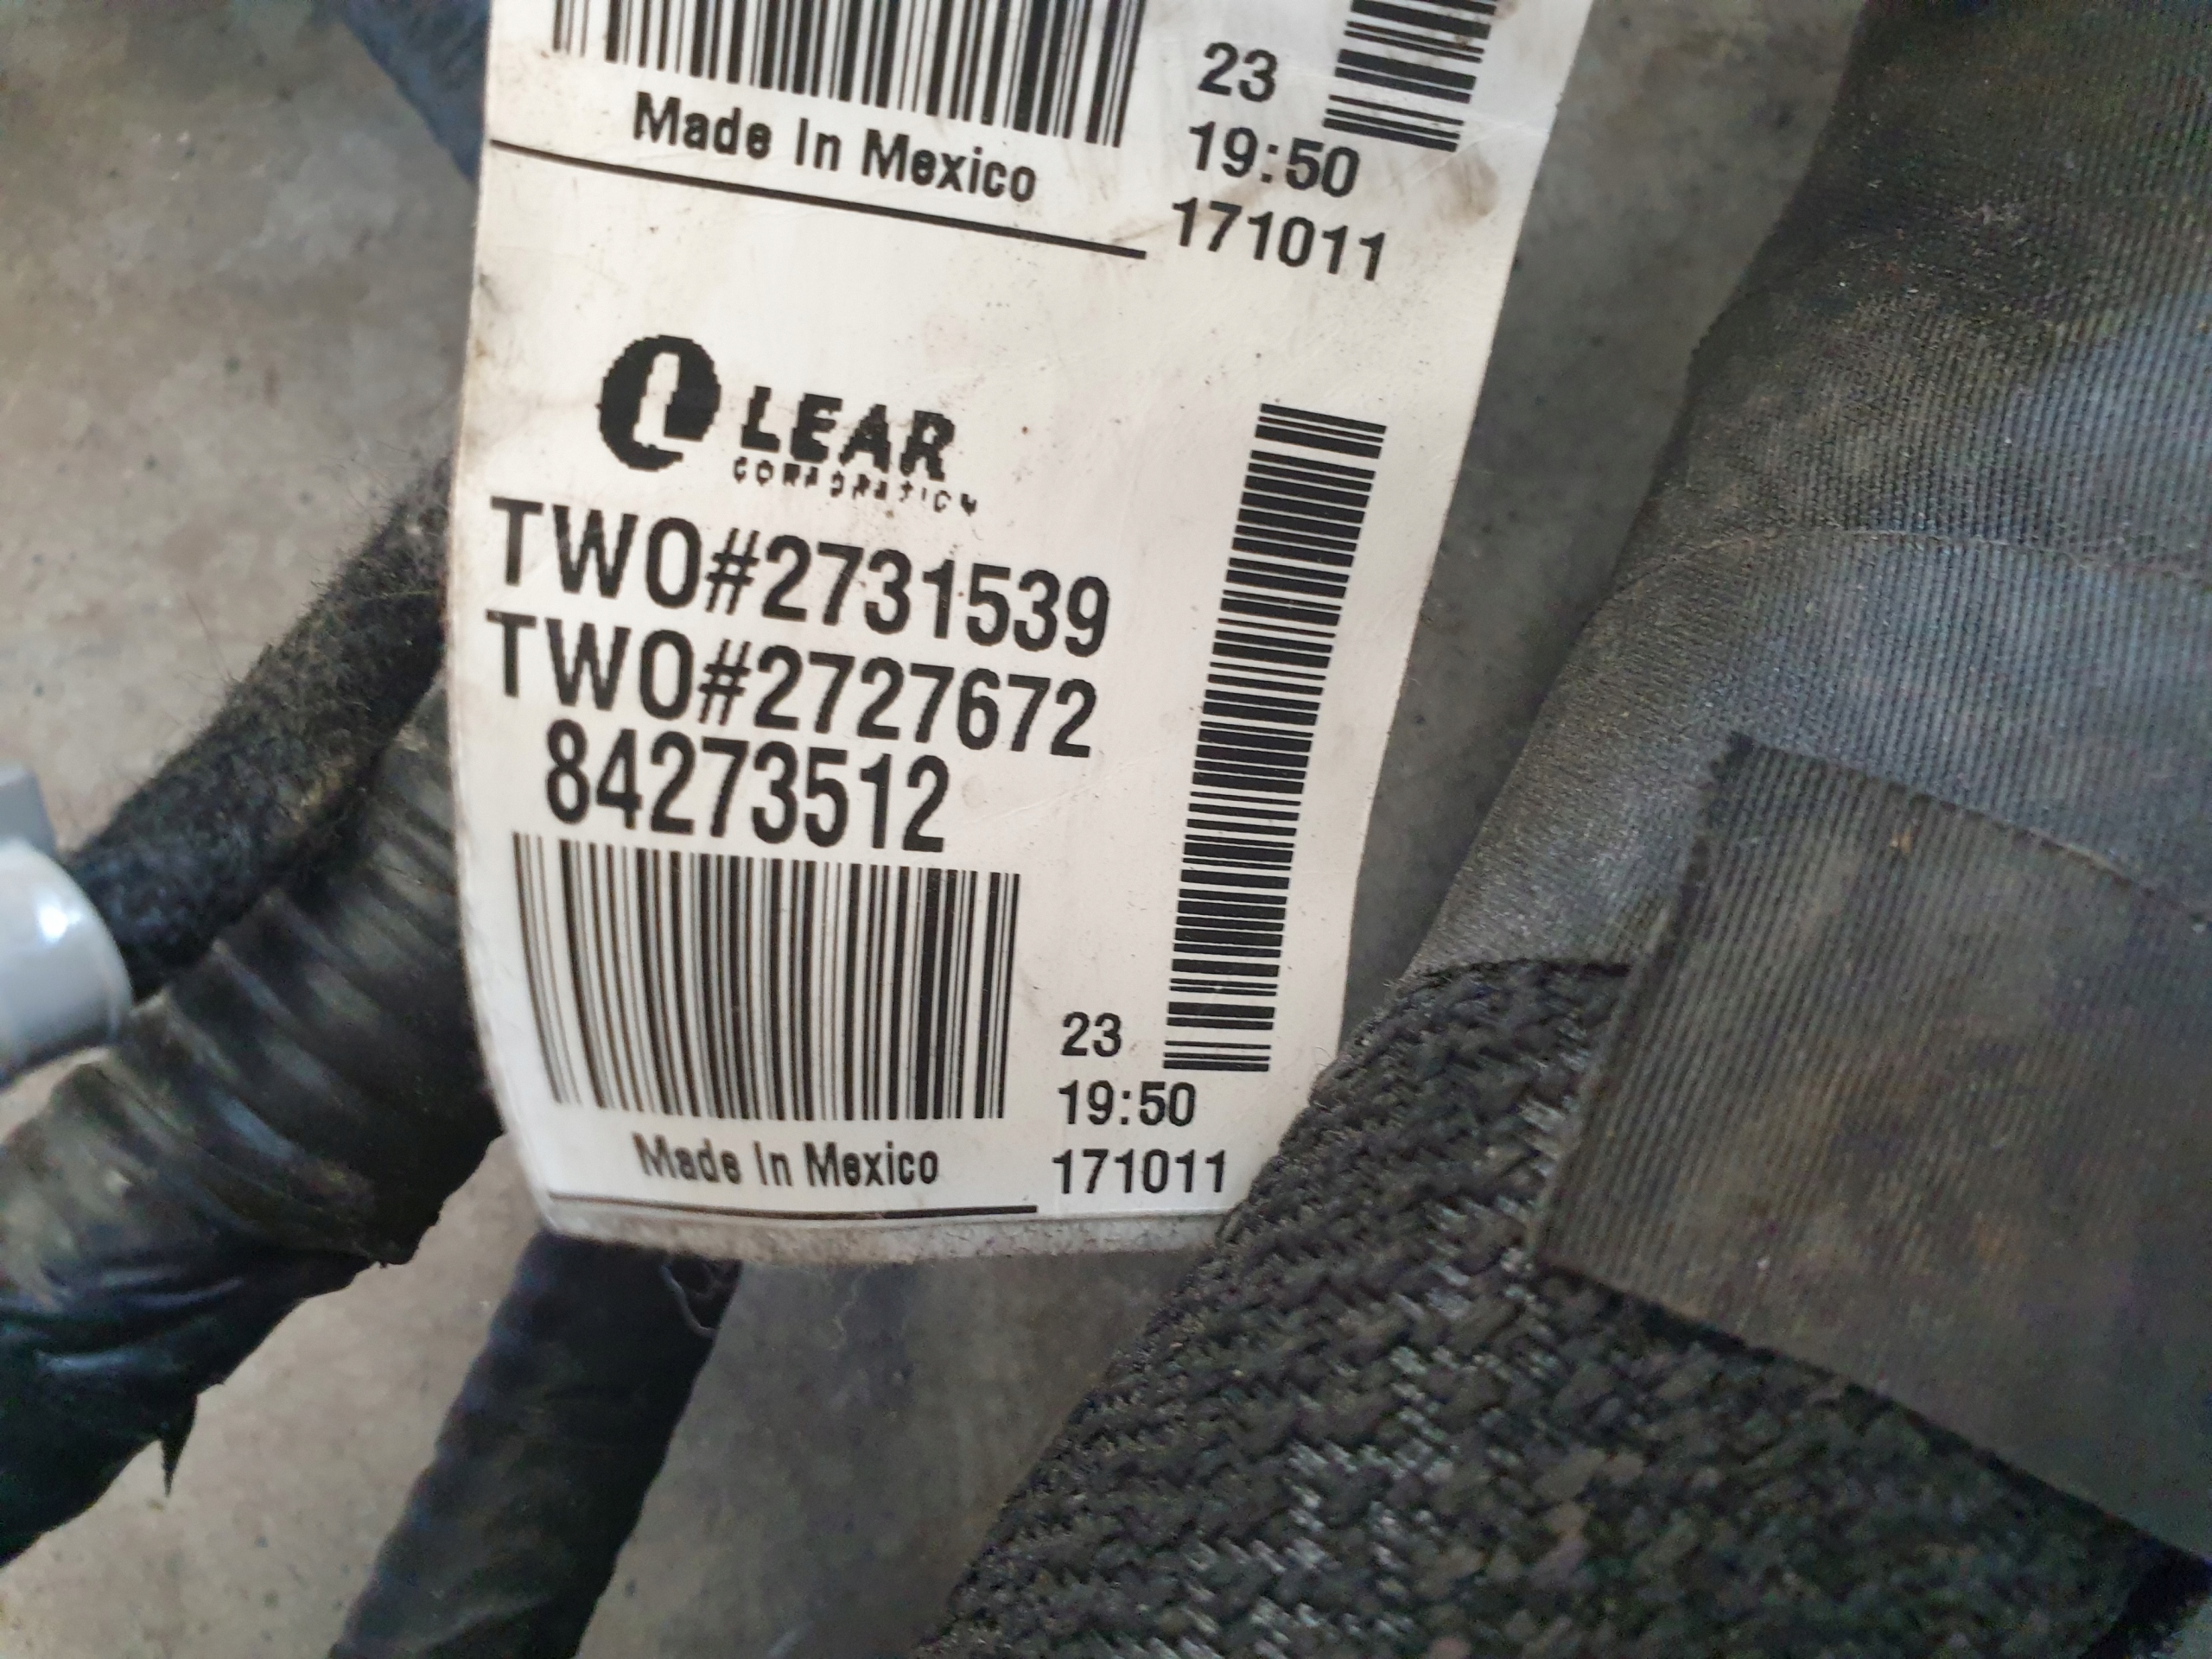 Made In Mexico
23
19:50
171011
LEAR
CORPORATION
TWO#2731539
TWO#2727672
84273512
23
19:50
171011
Made In Mexico